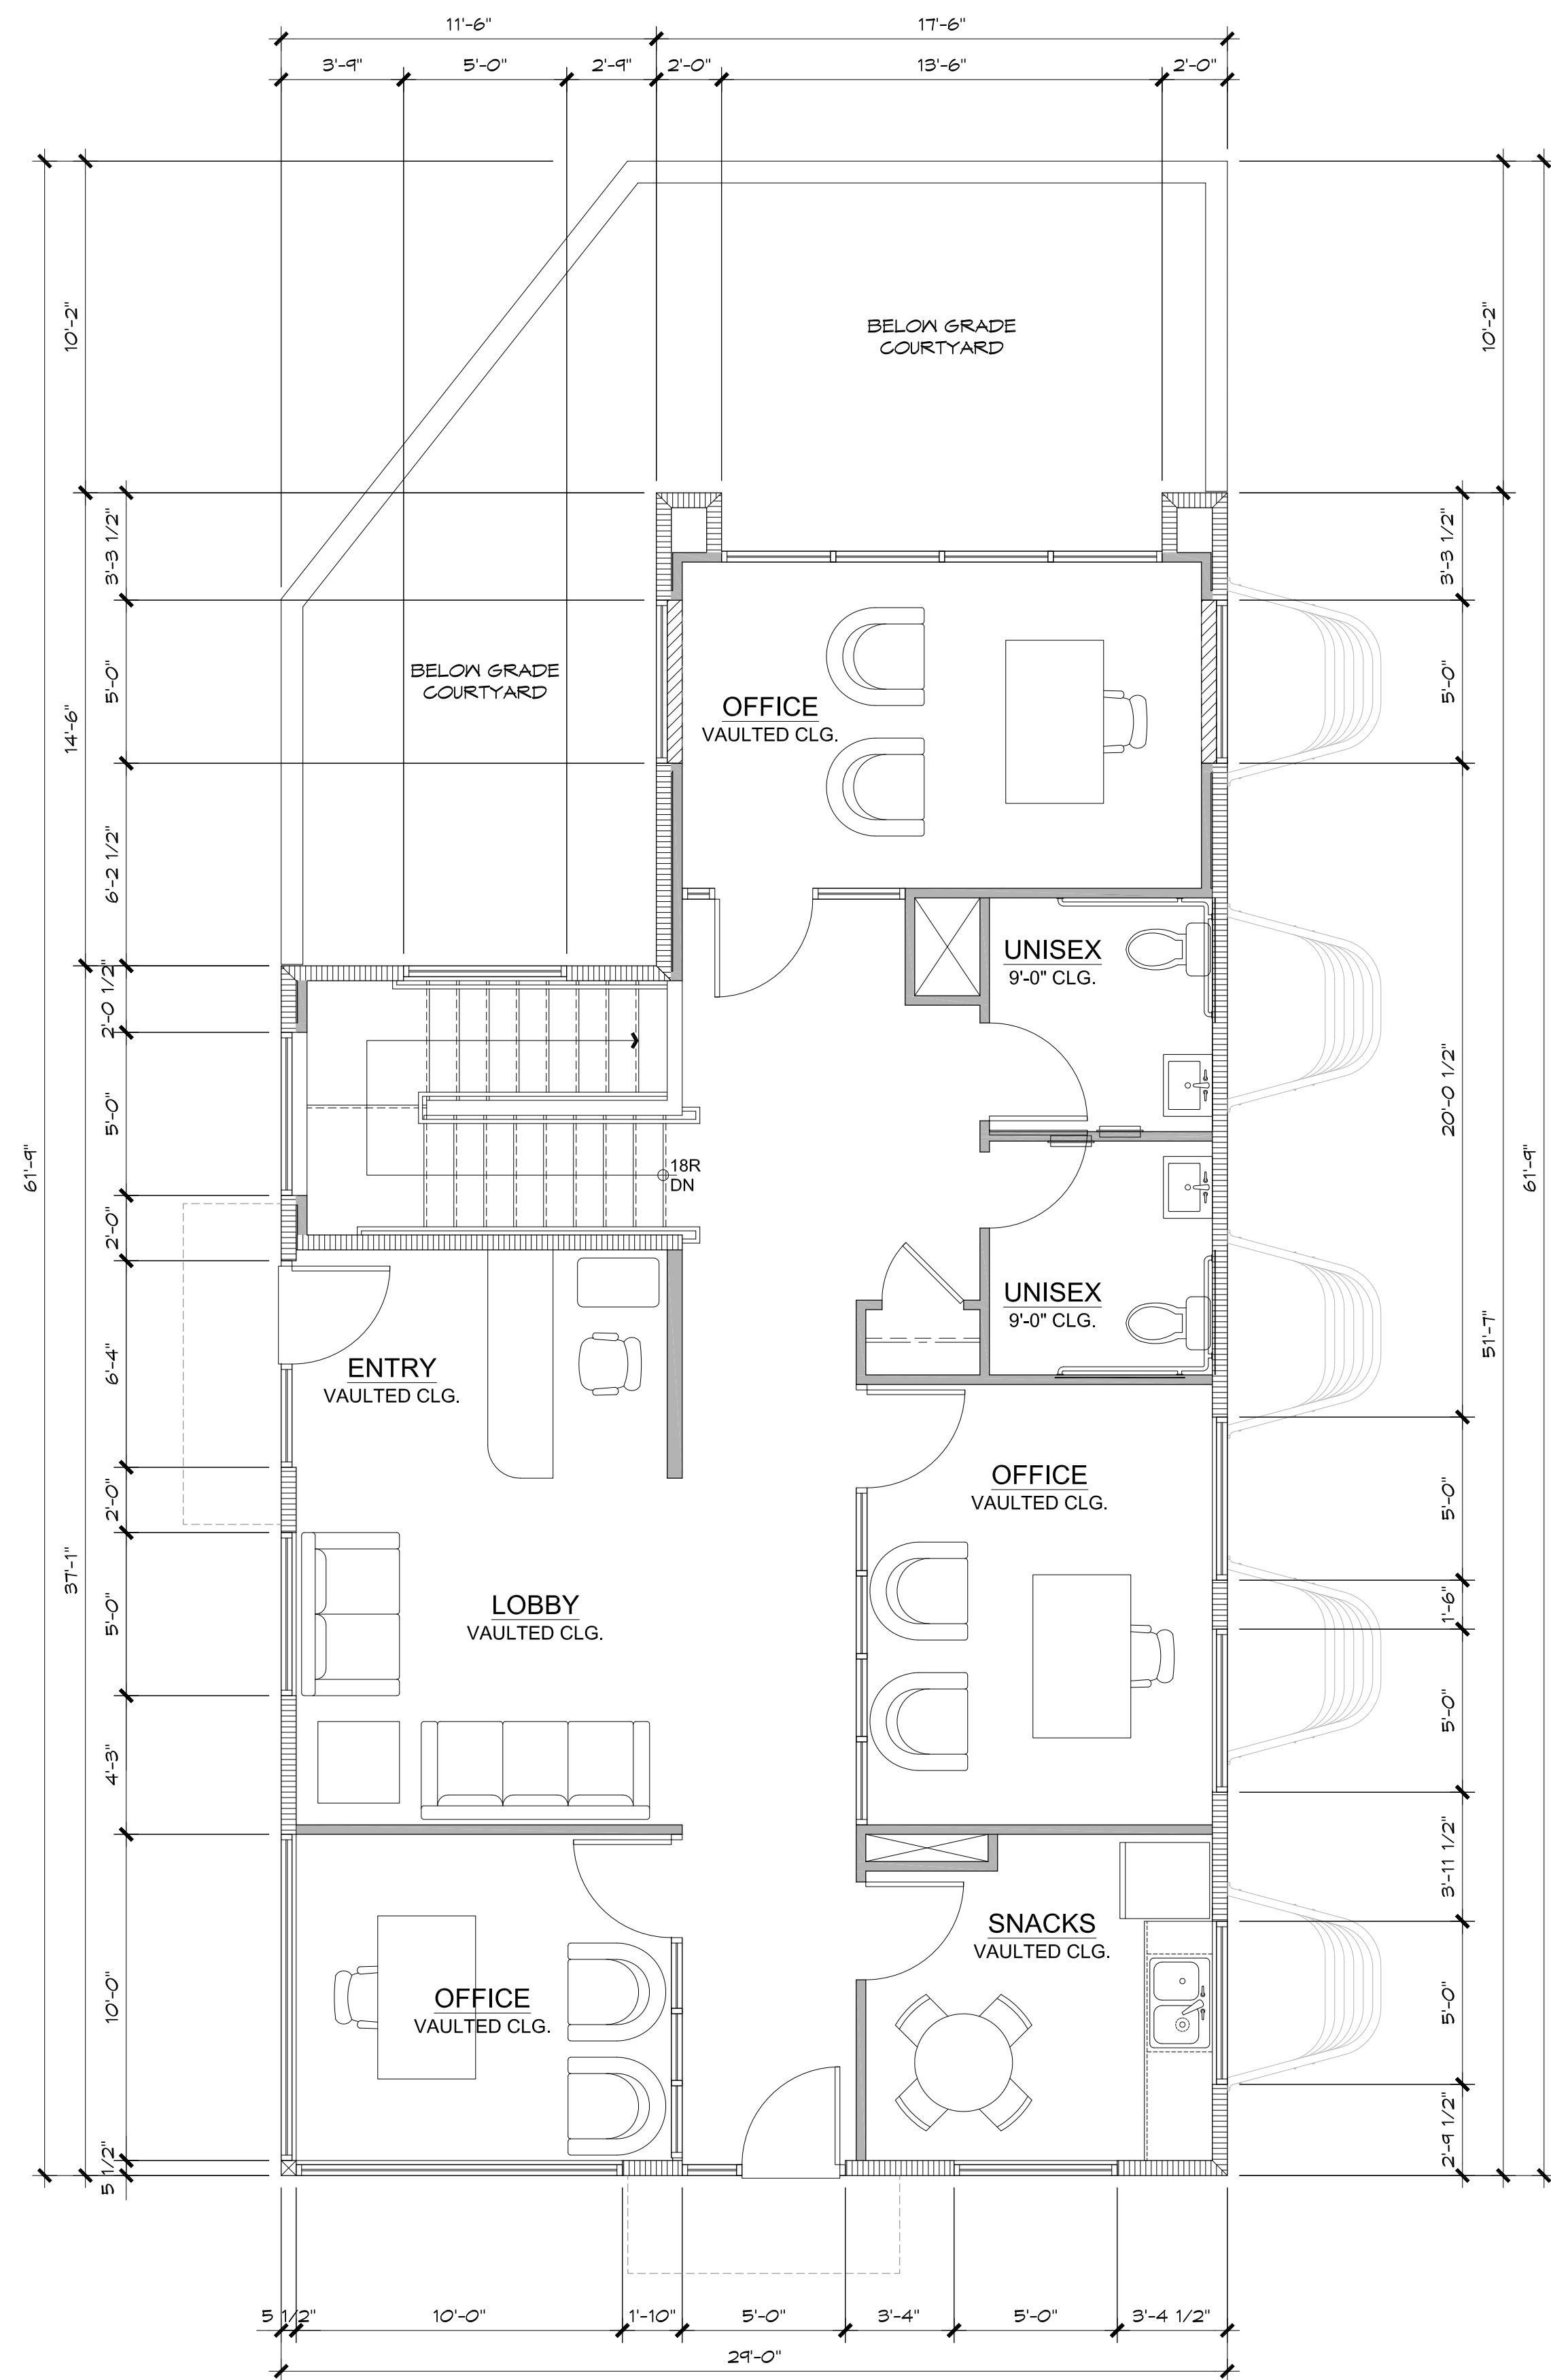 11'-6"
17'-6"
3'-9"
5'-0"
2'-9"
2'-0"
13'-6"
2'-0"
10'-2"
14'-6"
37'-1"
61'-9"
3'-3 1/2"
5'-0"
6'-2 1/2"
2'-0 1/2"
5'-0"
2'-0"
6'-4"
2'-0"
5'-0"
4'-3"
10'-0"
5 1/2"
BELOW GRADE
COURTYARD
BELOW GRADE
COURTYARD
OFFICE
VAULTED CLG.
UNISEX
9'-0" CLG.
18R
DN
UNISEX
9'-0" CLG.
ENTRY
VAULTED CLG.
OFFICE
VAULTED CLG.
LOBBY
VAULTED CLG.
SNACKS
VAULTED CLG.
OFFICE
VAULTED CLG.
3'-3 1/2"
5'-0"
20'-0 1/2"
5'-0"
1'-6"
5'-0"
3'-11 1/2"
5'-0"
2'-9 1/2"
10'-2"
51'-7"
61'-9"
5 1/2"
10'-0"
1'-10"
5'-0"
3'-4"
5'-0"
3'-4 1/2"
29'-0"